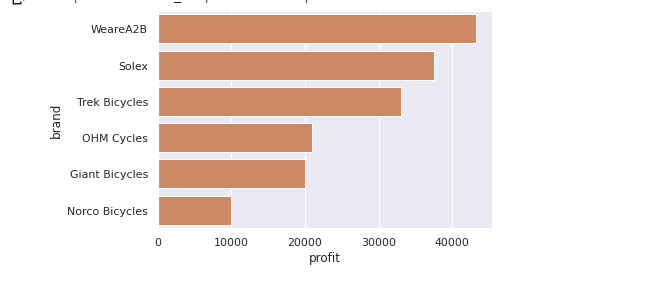 WeareA2B
Solex
Trek Bicycles
OHM Cycles
Giant Bicycles
Norco Bicycles
brand
0 10000 20000 30000 40000
profit